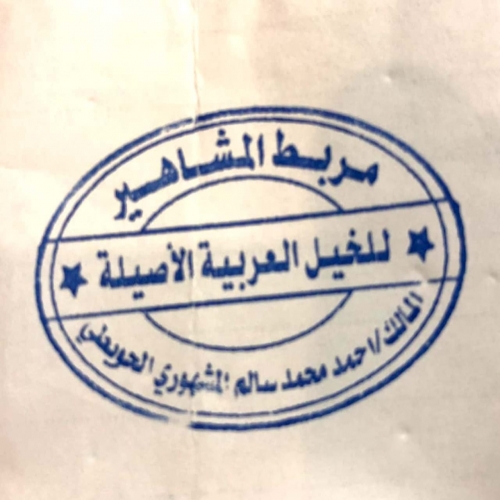 مربط المشاهير
للخيل العربية الأصيلة
المالك/احمد محمد سالم المشهوري الحويطي